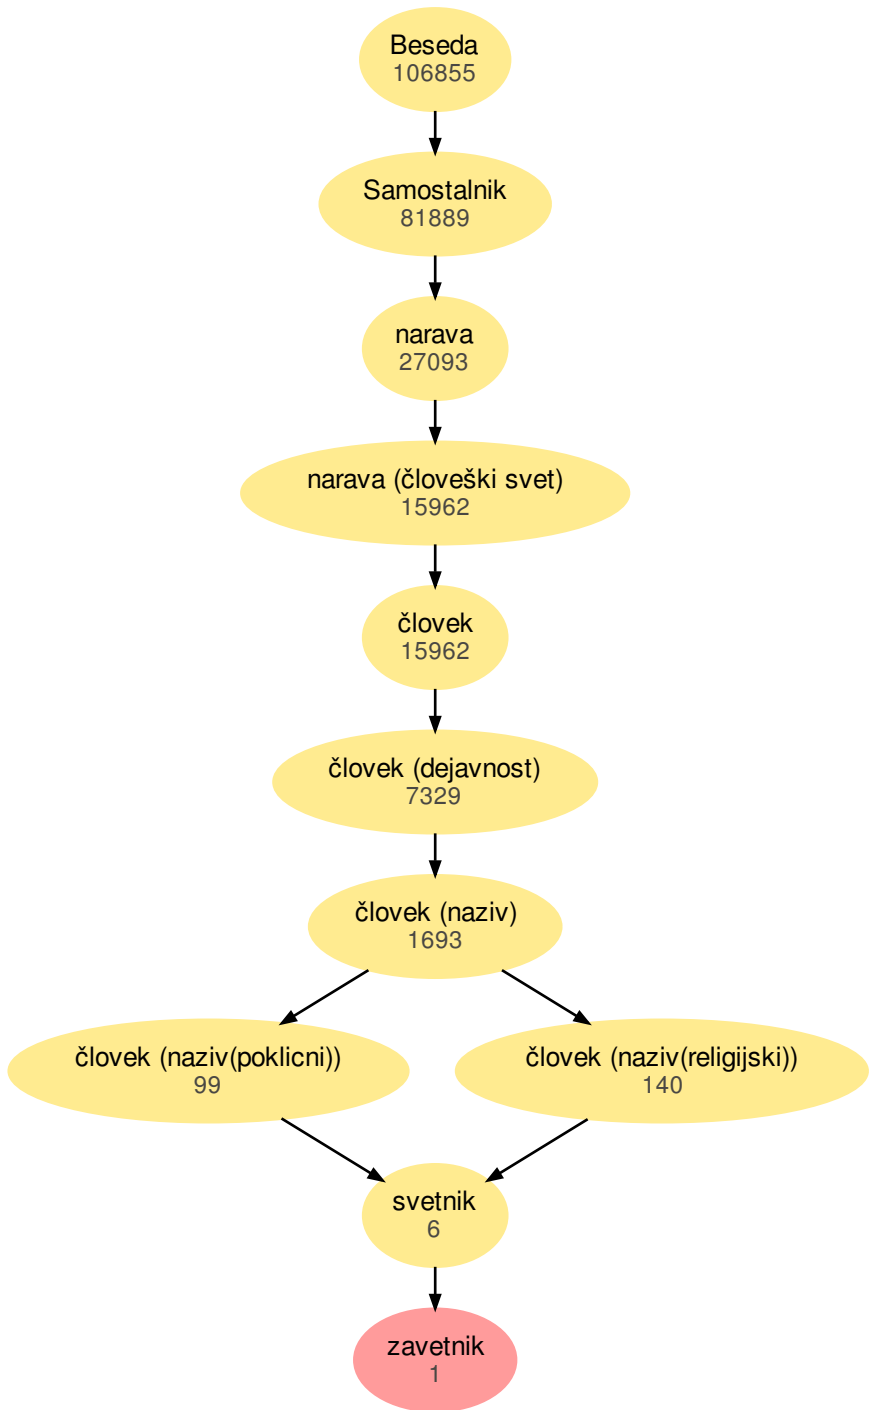 Beseda
106855
Samostalnik
81889
narava
27093
narava (človeški svet)
15962
človek
15962
človek (dejavnost)
7329
človek (naziv)
1693
človek (naziv(poklicni))
99
človek (naziv(religijski))
140
svetnik
6
zavetnik
1